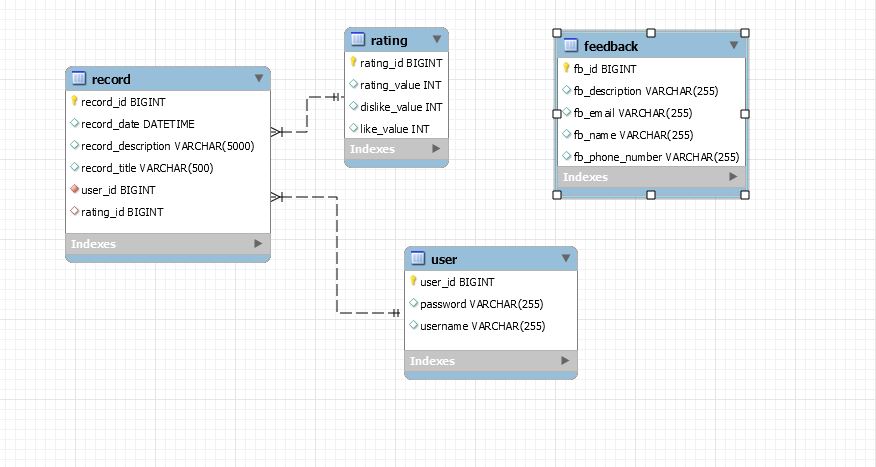 record
record_id BIGINT
record_date DATETIME
record_description VARCHAR(5000)
record_title VARCHAR(500)
user_id BIGINT
rating_id BIGINT
Indexes
rating
rating_id BIGINT
rating_value INT
dislike_value INT
like_value INT
Indexes
feedback
fb_id BIGINT
fb_description VARCHAR(255)
fb_email VARCHAR(255)
fb_name VARCHAR(255)
fb_phone_number VARCHAR(255)
Indexes
user
user_id BIGINT
password VARCHAR(255)
username VARCHAR(255)
Indexes